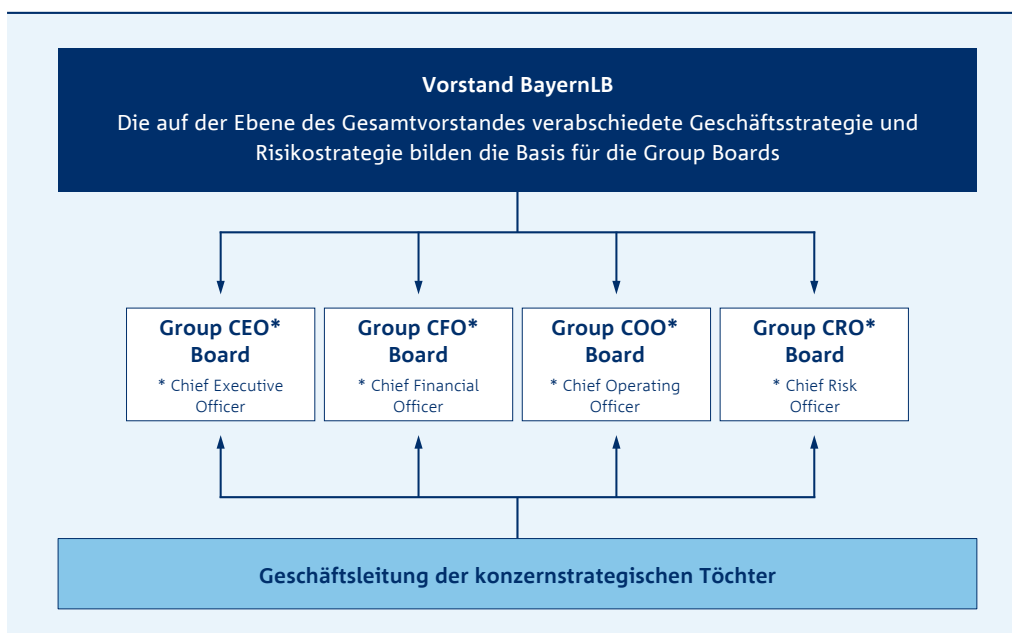 Vorstand BayernLB
Die auf der Ebene des Gesamtvorstandes verabschiedete Geschäftsstrategie und
Risikostrategie bilden die Basis für die Group Boards
Group CEO*
Board
* Chief Executive
Officer
Group CFO*
Board
* Chief Financial
Officer
Group COO*
Board
* Chief Operating
Officer
Group CRO*
Board
* Chief Risk
Officer
Geschäftsleitung der konzernstrategischen Töchter